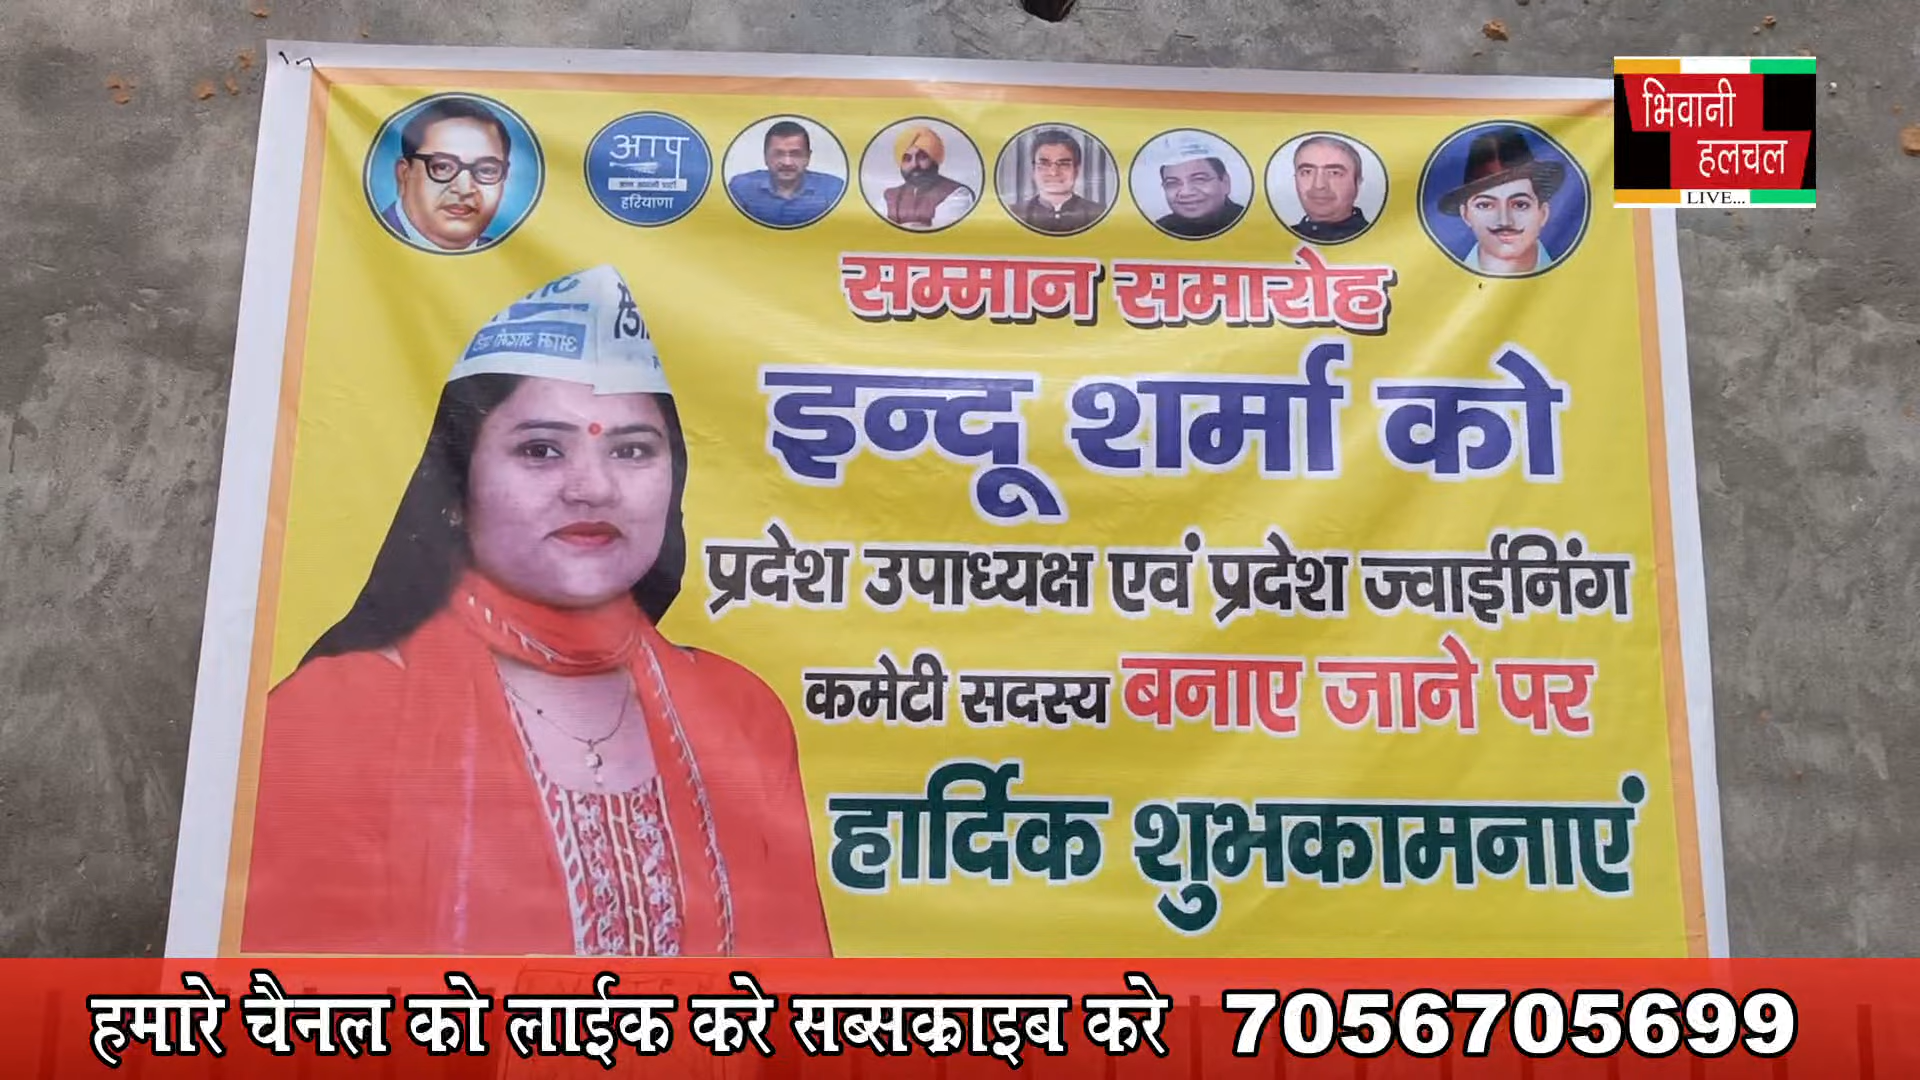 भिवानी
हलचल
LIVE...
आप
हरियाणा
सम्मान समारोह
इन्दू शर्मा को
प्रदेश उपाध्यक्ष एवं प्रदेश ज्वाईनिंग
कमेटी सदस्य बनाए जाने पर
हार्दिक शुभकामनाएं
हमारे चैनल को लाईक करे सब्सक्राइब करे 7056705699